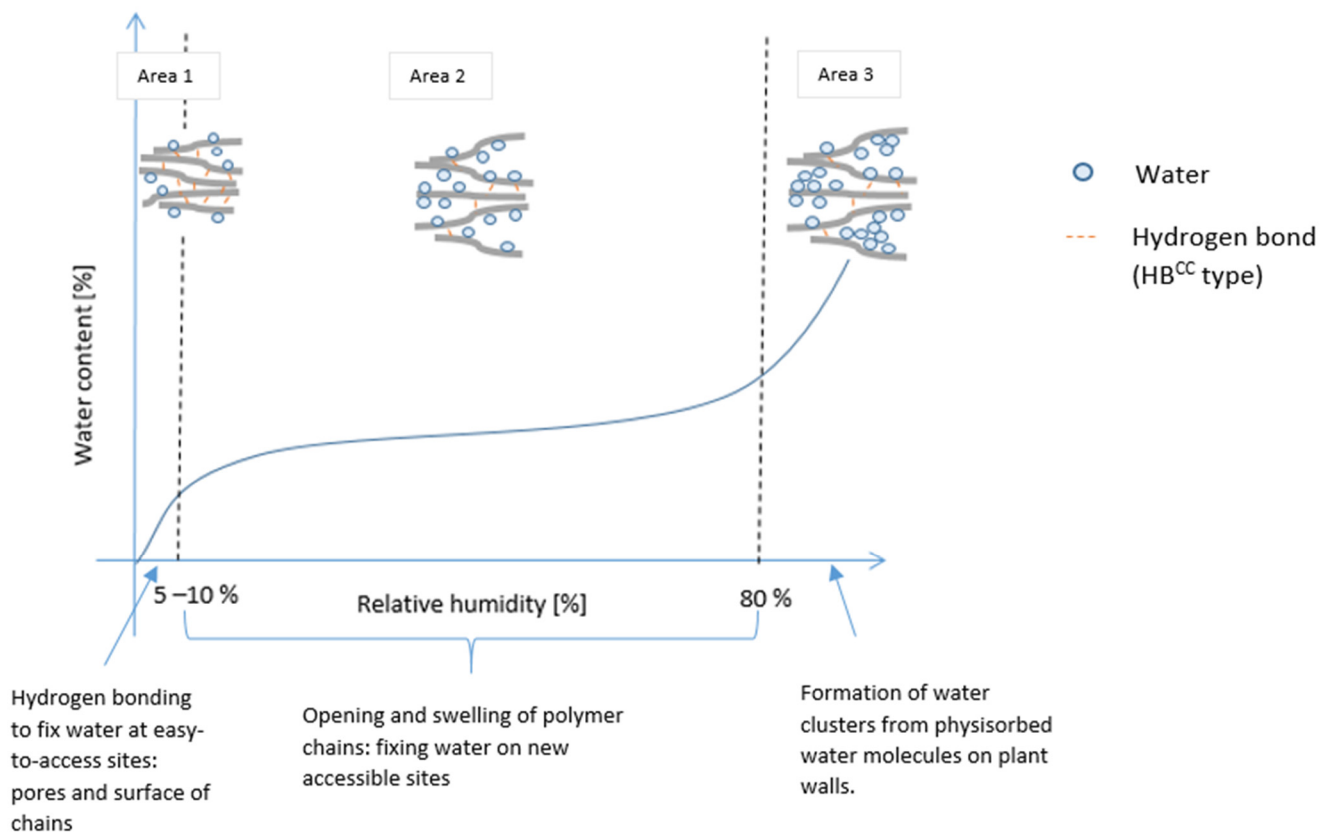 Area 1
Area 2
Area 3
Water
Hydrogen bond
(HBCC type)
Water content [%]
5 –10 %
Relative humidity [%]
80 %
Hydrogen bonding
to fix water at easy-
to-access sites:
pores and surface of
chains
Opening and swelling of polymer
chains: fixing water on new
accessible sites
Formation of water
clusters from physisorbed
water molecules on plant
walls.